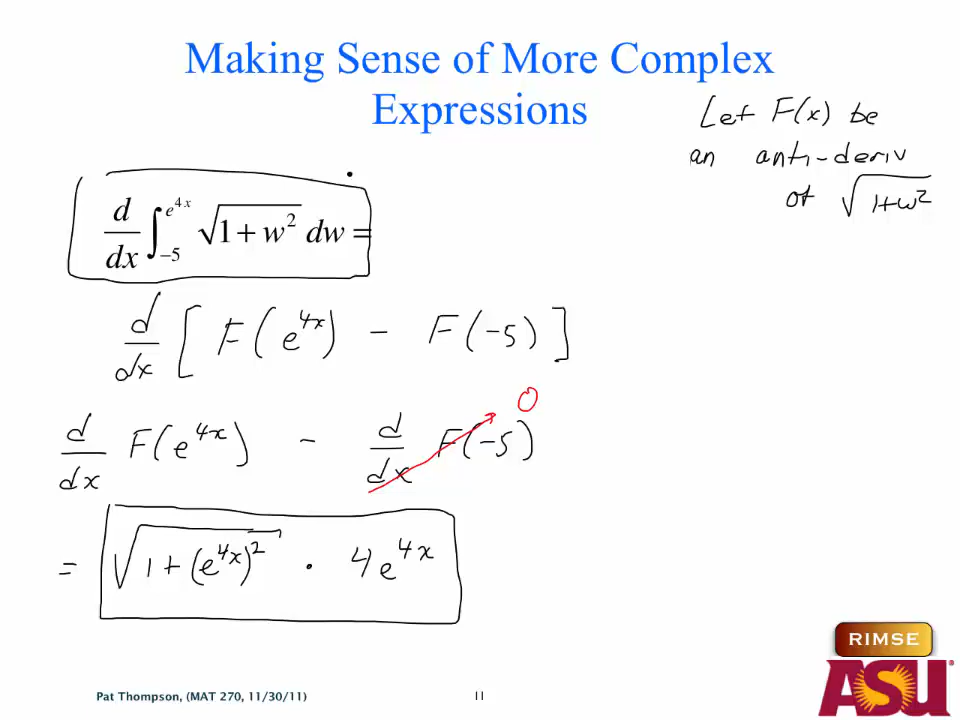 Making Sense of More Complex
Expressions
Let F(x) be
an anti-deriv
of √(1+w²)
d/dx ∫_{-5}^{e^{4x}} √(1+w²) dw =
d/dx [ F(e^{4x}) - F(-5) ]
0
d/dx F(e^{4x}) - d/dx F(-5)
= √(1+(e^{4x})²) · 4e^{4x}
RIMSE
ASU®
Pat Thompson, (MAT 270, 11/30/11)
11